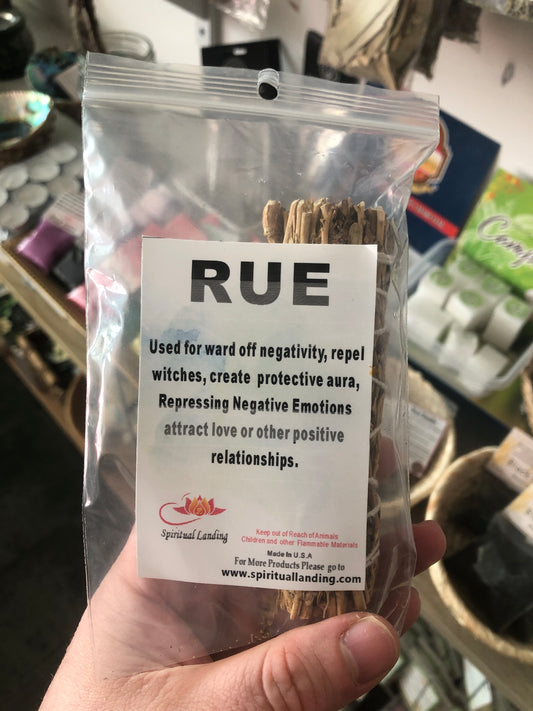 RUE
Used for ward off negativity, repel
witches, create protective aura,
Repressing Negative Emotions
attract love or other positive
relationships.
Spiritual Landing
Keep out of Reach of Animals
Children and other Flammable Materials
Made In U.S.A
For More Products Please go to
www.spirituallanding.com